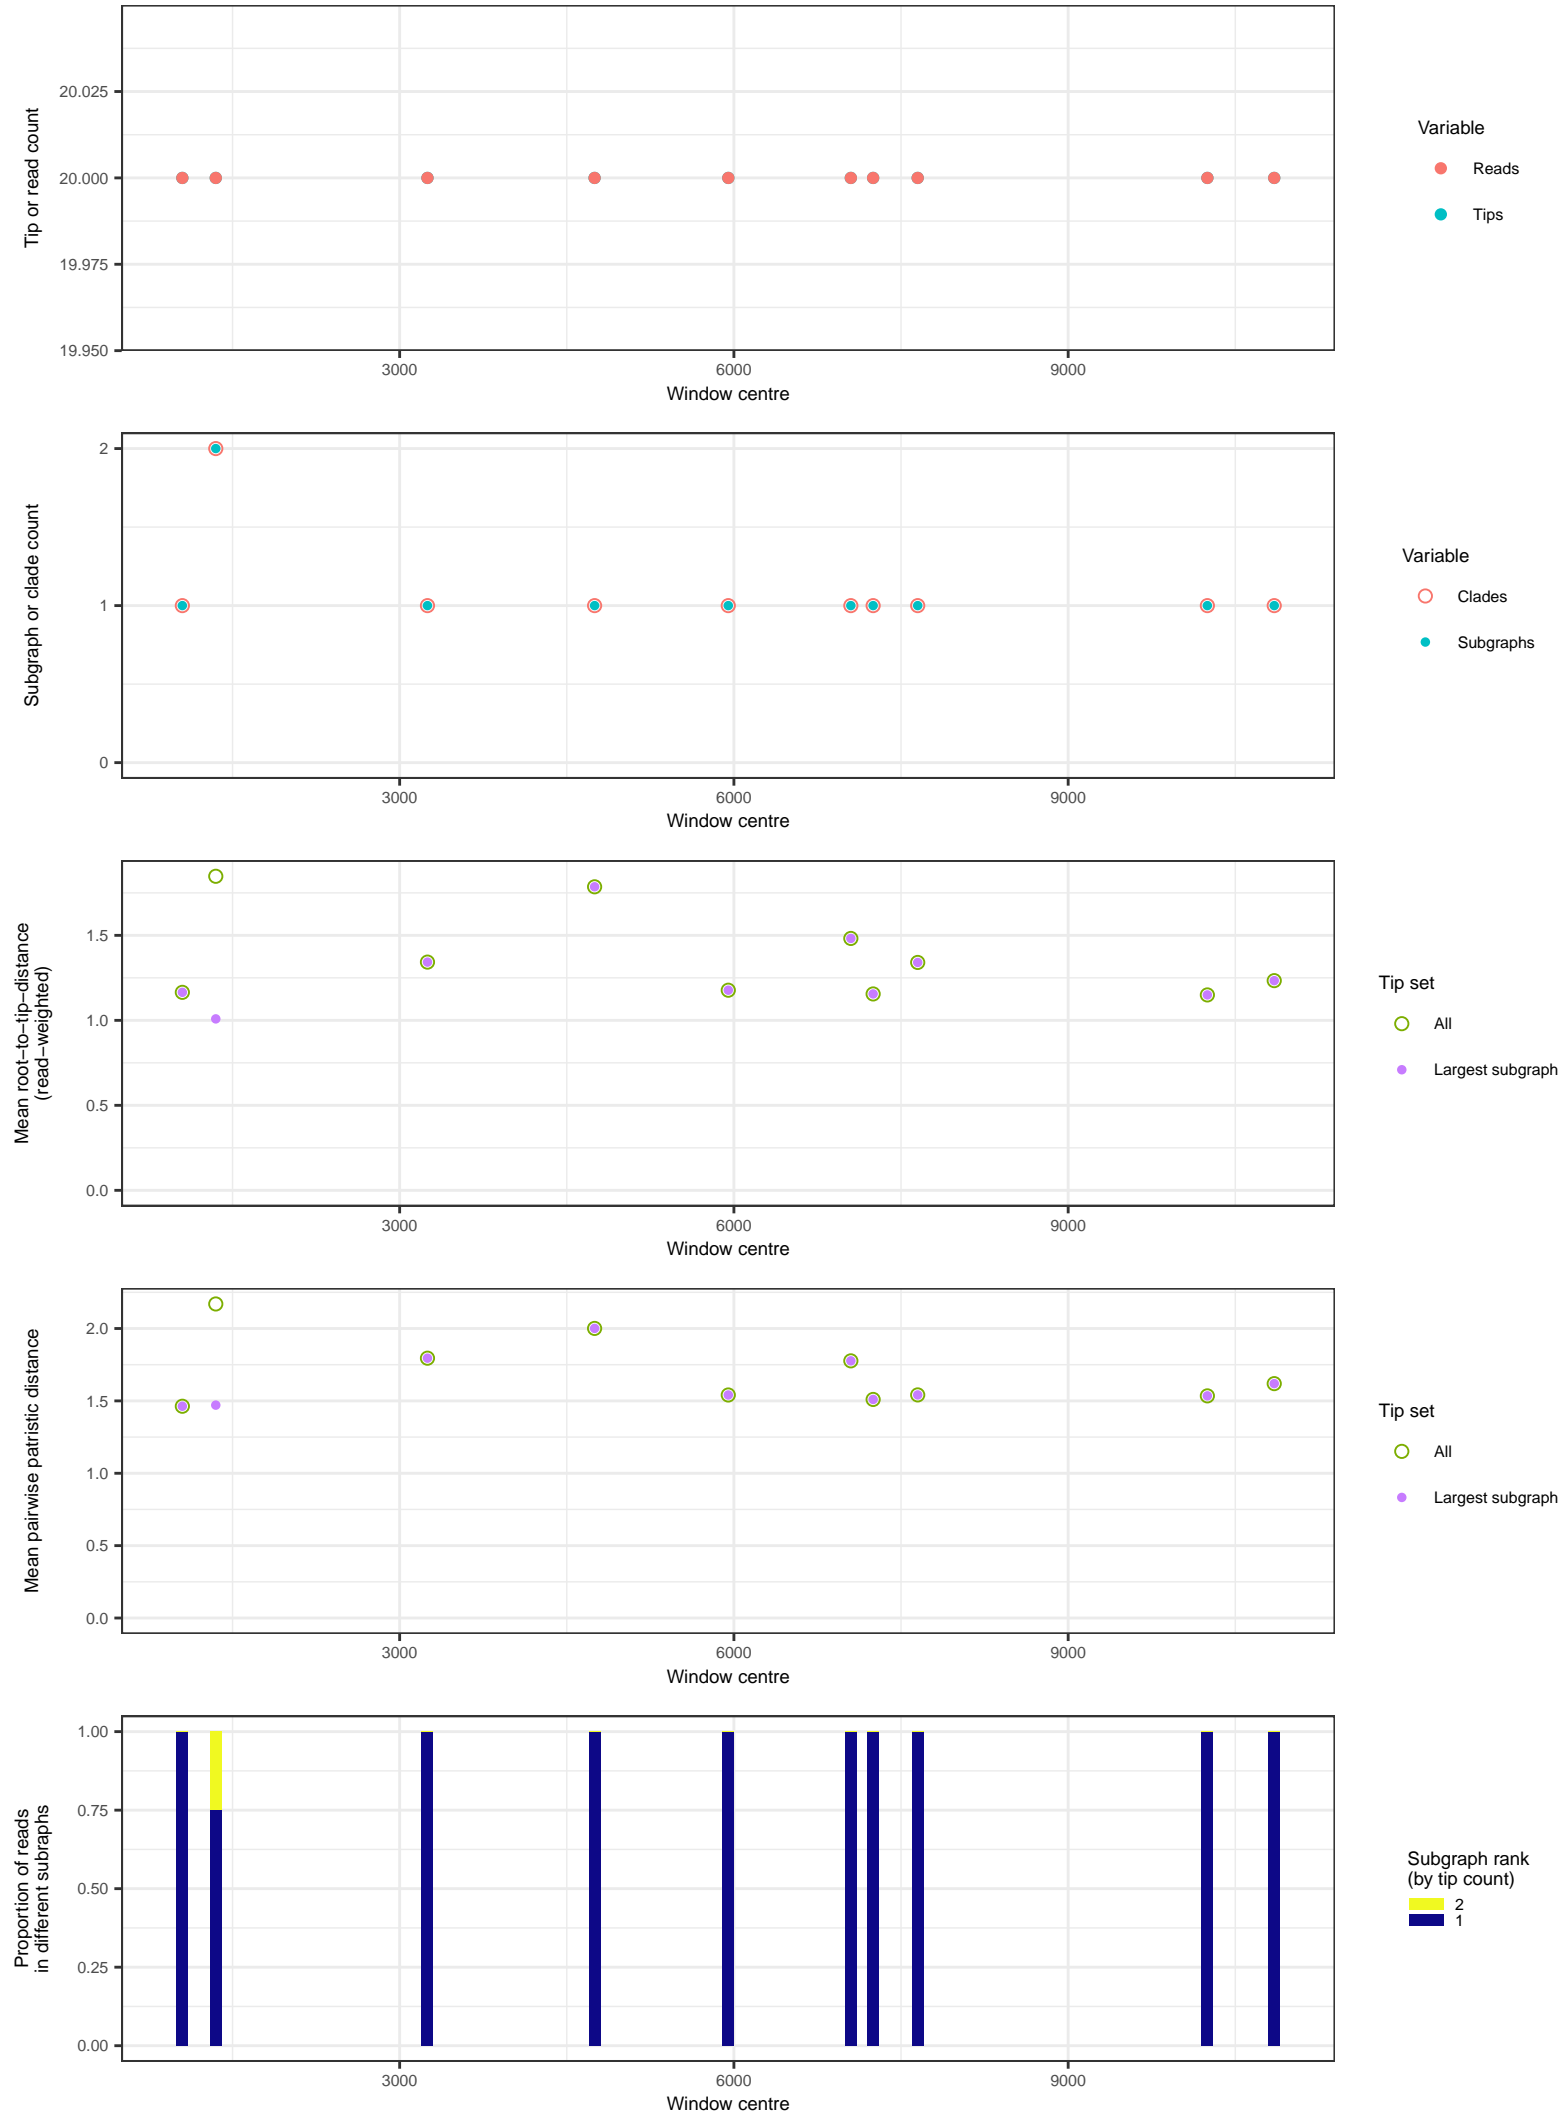 Tip or read count
20.025
20.000
19.975
19.950
3000
6000
9000
Window centre
Variable
Reads
Tips
Subgraph or clade count
2
1
0
3000
6000
9000
Window centre
Variable
Clades
Subgraphs
Mean root−to−tip−distance
(read−weighted)
1.5
1.0
0.5
0.0
3000
6000
9000
Window centre
Tip set
All
Largest subgraph
Mean pairwise patristic distance
2.0
1.5
1.0
0.5
0.0
3000
6000
9000
Window centre
Tip set
All
Largest subgraph
Proportion of reads
in different subraphs
1.00
0.75
0.50
0.25
0.00
3000
6000
9000
Window centre
Subgraph rank
(by tip count)
2
1